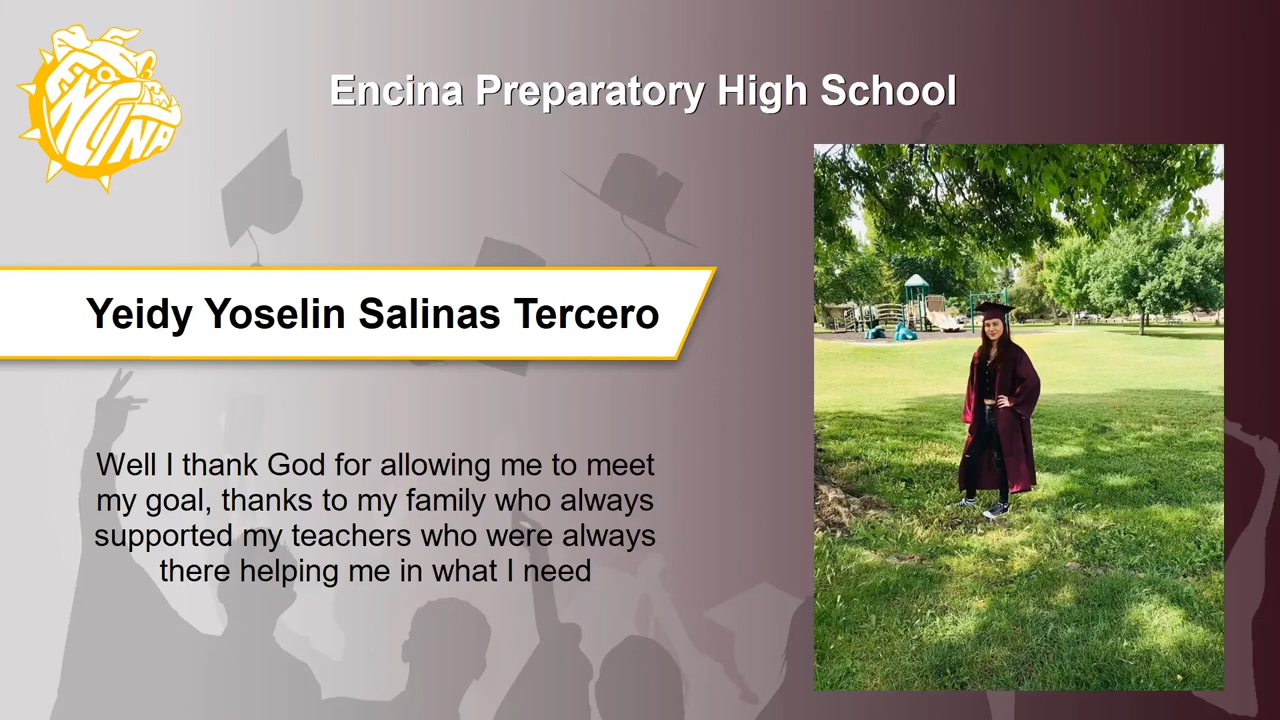 ENCINA
Encina Preparatory High School
Yeidy Yoselin Salinas Tercero
Well I thank God for allowing me to meet
my goal, thanks to my family who always
supported my teachers who were always
there helping me in what I need